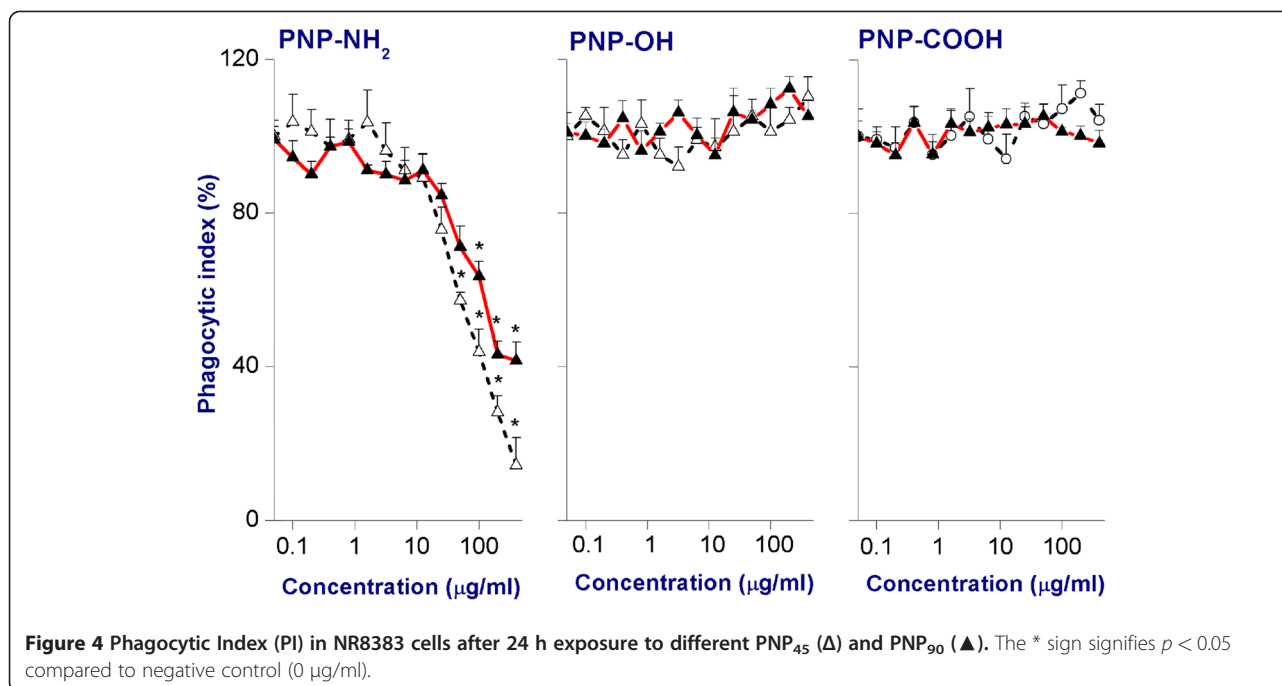 PNP-NH₂ PNP-OH PNP-COOH
120
80
40
0
Phagocytic index (%)
* * * *
* * *
0.1 1 10 100 0.1 1 10 100 0.1 1 10 100
Concentration (µg/ml) Concentration (µg/ml) Concentration (µg/ml)
Figure 4 Phagocytic Index (PI) in NR8383 cells after 24 h exposure to different PNP₄₅ (Δ) and PNP₉₀ (▲). The * sign signifies p < 0.05
compared to negative control (0 µg/ml).